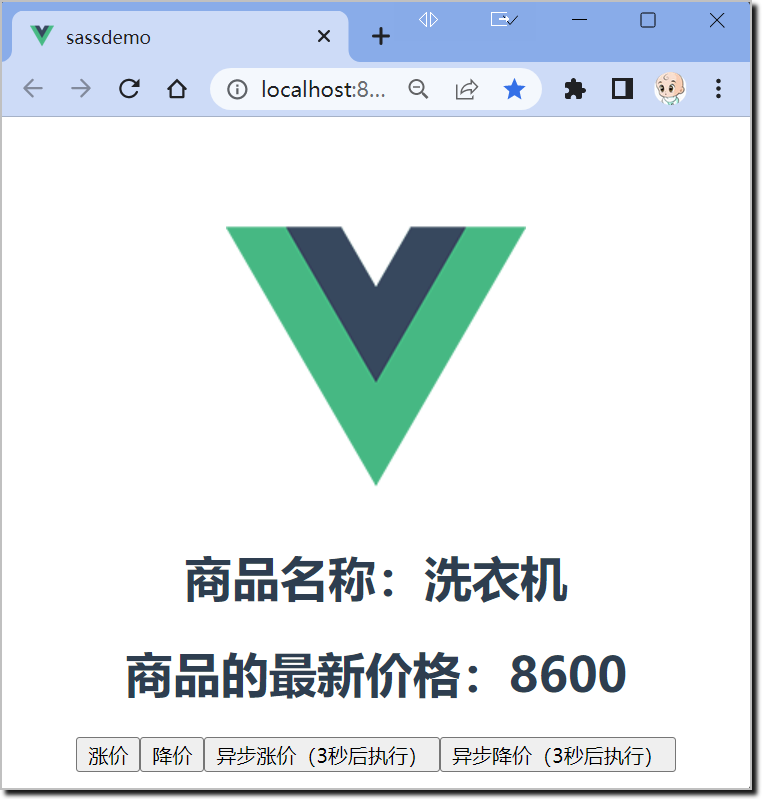 sassdemo
localhost:8...
商品名称：洗衣机
商品的最新价格：8600
涨价 降价 异步涨价（3秒后执行） 异步降价（3秒后执行）